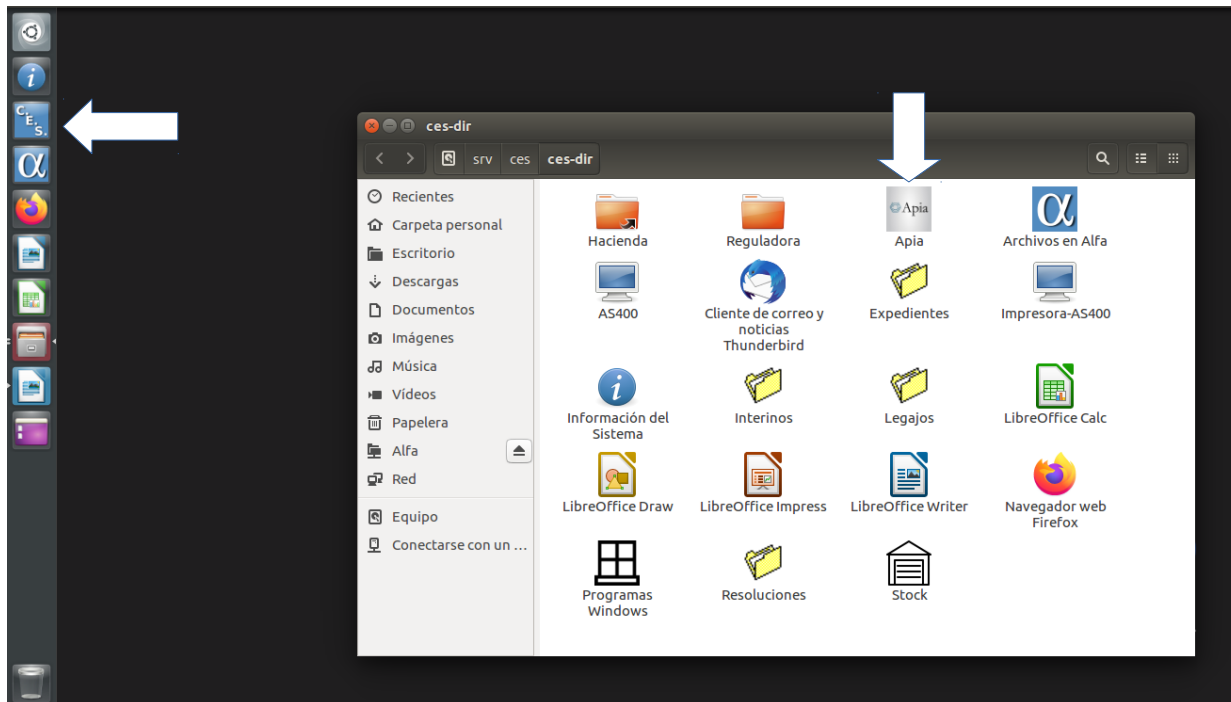 C.
E.
S.
α
ces-dir
srv ces ces-dir
Recientes
Carpeta personal
Escritorio
Descargas
Documentos
Imágenes
Música
Vídeos
Papelera
Alfa
Red
Equipo
Conectarse con un ...
Apia
α
Hacienda
Reguladora
Apia
Archivos en Alfa
AS400
Cliente de correo y
noticias
Thunderbird
Expedientes
Impresora-AS400
Información del
Sistema
Interinos
Legajos
LibreOffice Calc
LibreOffice Draw
LibreOffice Impress
LibreOffice Writer
Navegador web
Firefox
Programas
Windows
Resoluciones
Stock